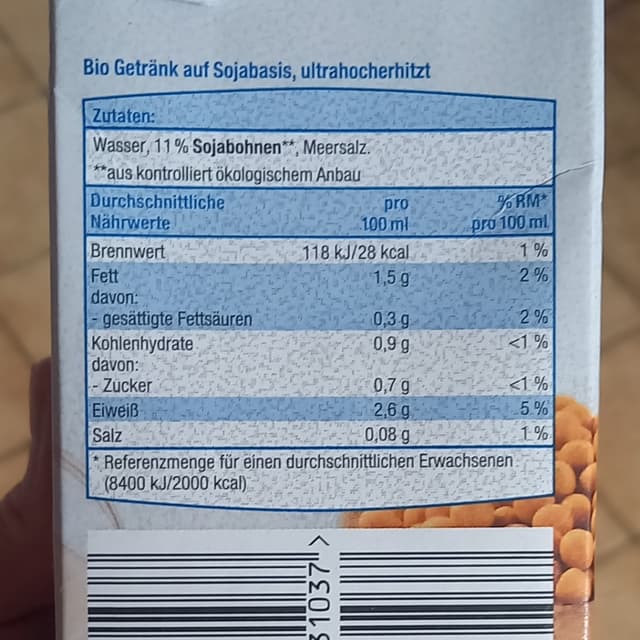 Bio Getränk auf Sojabasis, ultrahocherhitzt
Zutaten:
Wasser, 11 % Sojabohnen**, Meersalz.
**aus kontrolliert ökologischem Anbau
Durchschnittliche pro % RM*
Nährwerte 100 ml pro 100 ml
Brennwert 118 kJ/28 kcal 1 %
Fett 1,5 g 2 %
davon:
- gesättigte Fettsäuren 0,3 g 2 %
Kohlenhydrate 0,9 g <1 %
davon:
- Zucker 0,7 g <1 %
Eiweiß 2,6 g 5 %
Salz 0,08 g 1 %
* Referenzmenge für einen durchschnittlichen Erwachsenen
(8400 kJ/2000 kcal)
31037 >